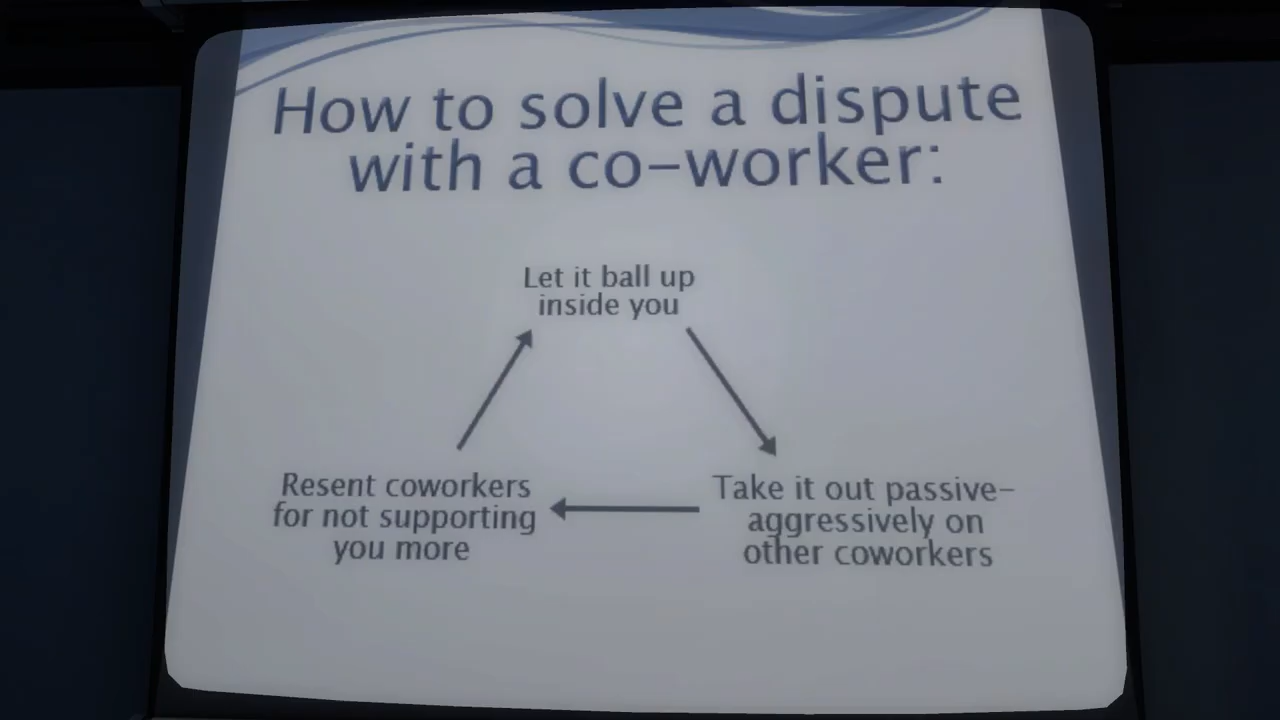 How to solve a dispute
with a co-worker:
Let it ball up
inside you
Take it out passive-
aggressively on
other coworkers
Resent coworkers
for not supporting
you more